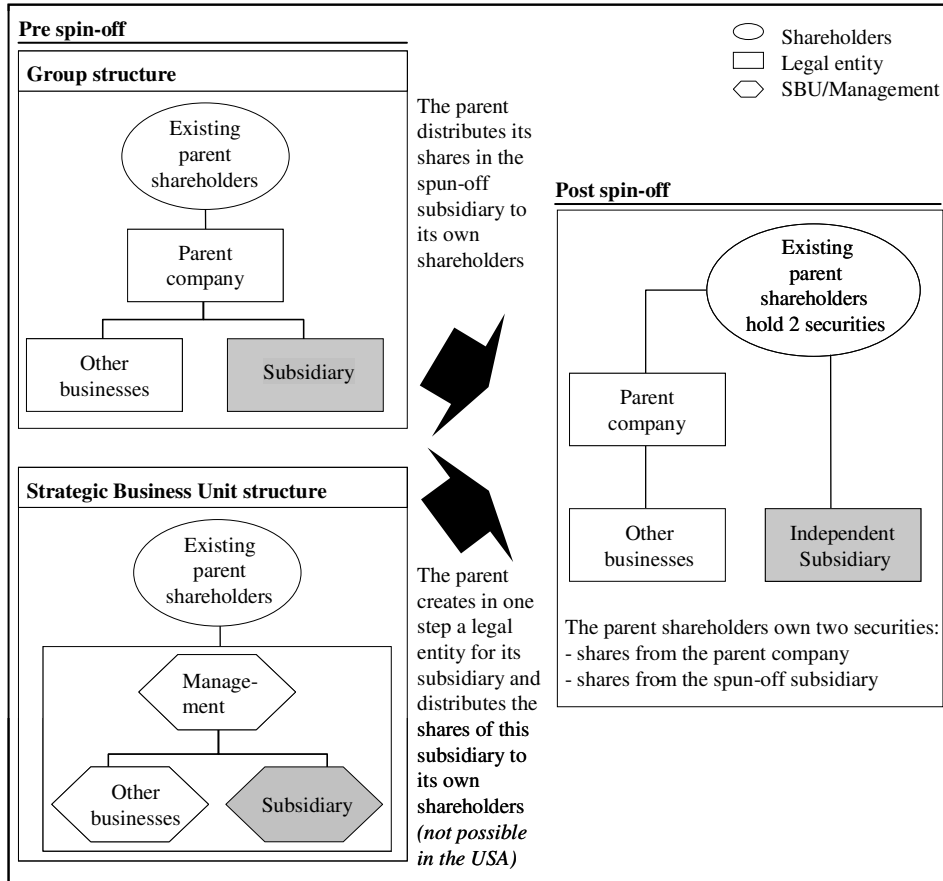 Pre spin-off
Group structure
Existing
parent
shareholders
Parent
company
Other
businesses
Subsidiary
The parent
distributes its
shares in the
spun-off
subsidiary to
its own
shareholders
Shareholders
Legal entity
SBU/Management
Strategic Business Unit structure
Existing
parent
shareholders
Manage-
ment
Other
businesses
Subsidiary
The parent
creates in one
step a legal
entity for its
subsidiary and
distributes the
shares of this
subsidiary to
its own
shareholders
(not possible
in the USA)
Post spin-off
Existing
parent
shareholders
hold 2 securities
Parent
company
Other
businesses
Independent
Subsidiary
The parent shareholders own two securities:
- shares from the parent company
- shares from the spun-off subsidiary